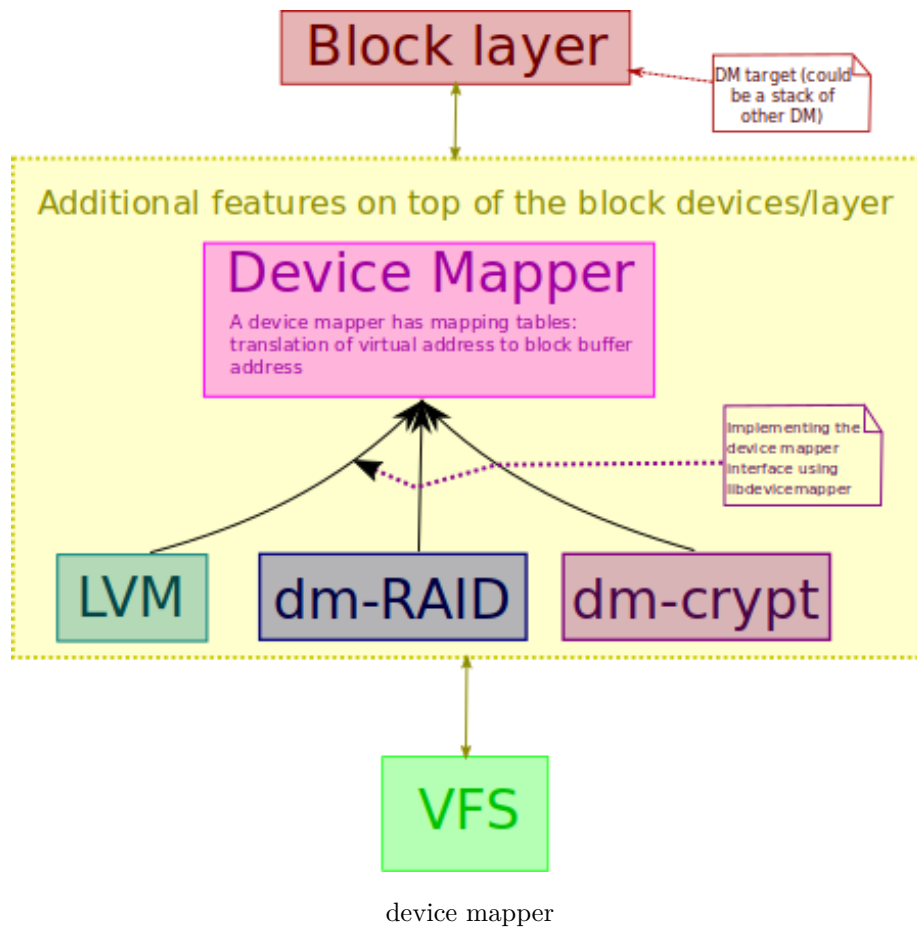 Block layer
DM target (could
be a stack of
other DM)
Additional features on top of the block devices/layer
Device Mapper
A device mapper has mapping tables:
translation of virtual address to block buffer
address
Implementing the
device mapper
interface using
libdevicemapper
LVM
dm-RAID
dm-crypt
VFS
device mapper